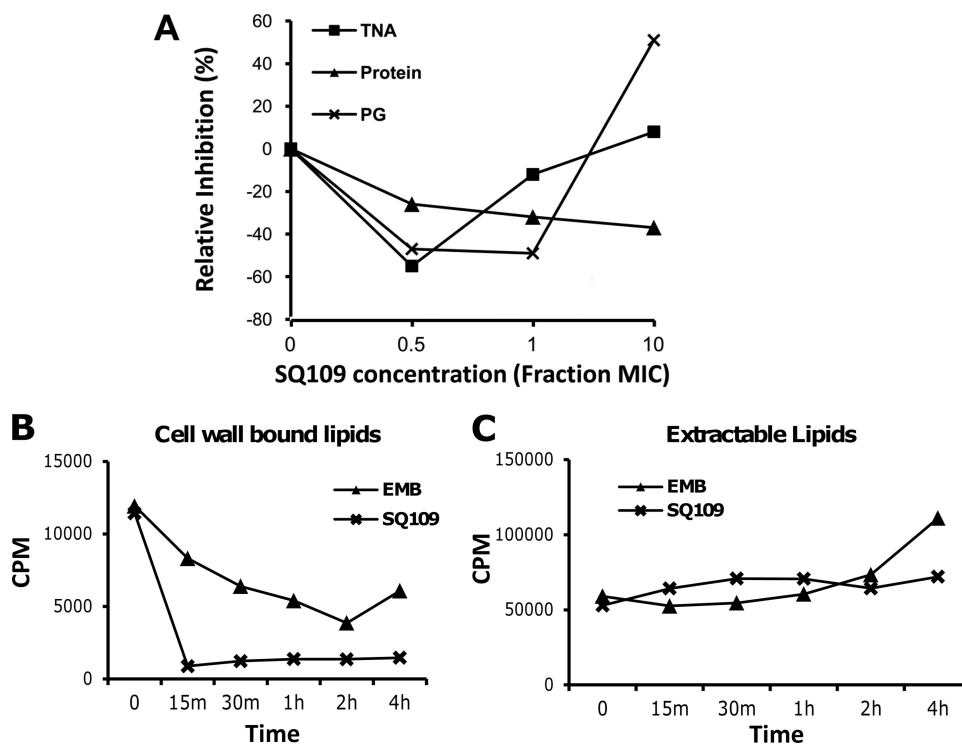 A
TNA
Protein
PG
Relative Inhibition (%)
60
40
20
0
-20
-40
-60
-80
0 0.5 1 10
SQ109 concentration (Fraction MIC)
B
Cell wall bound lipids
EMB
SQ109
CPM
15000
10000
5000
0
0 15m 30m 1h 2h 4h
Time
C
Extractable Lipids
EMB
SQ109
CPM
150000
100000
50000
0
0 15m 30m 1h 2h 4h
Time